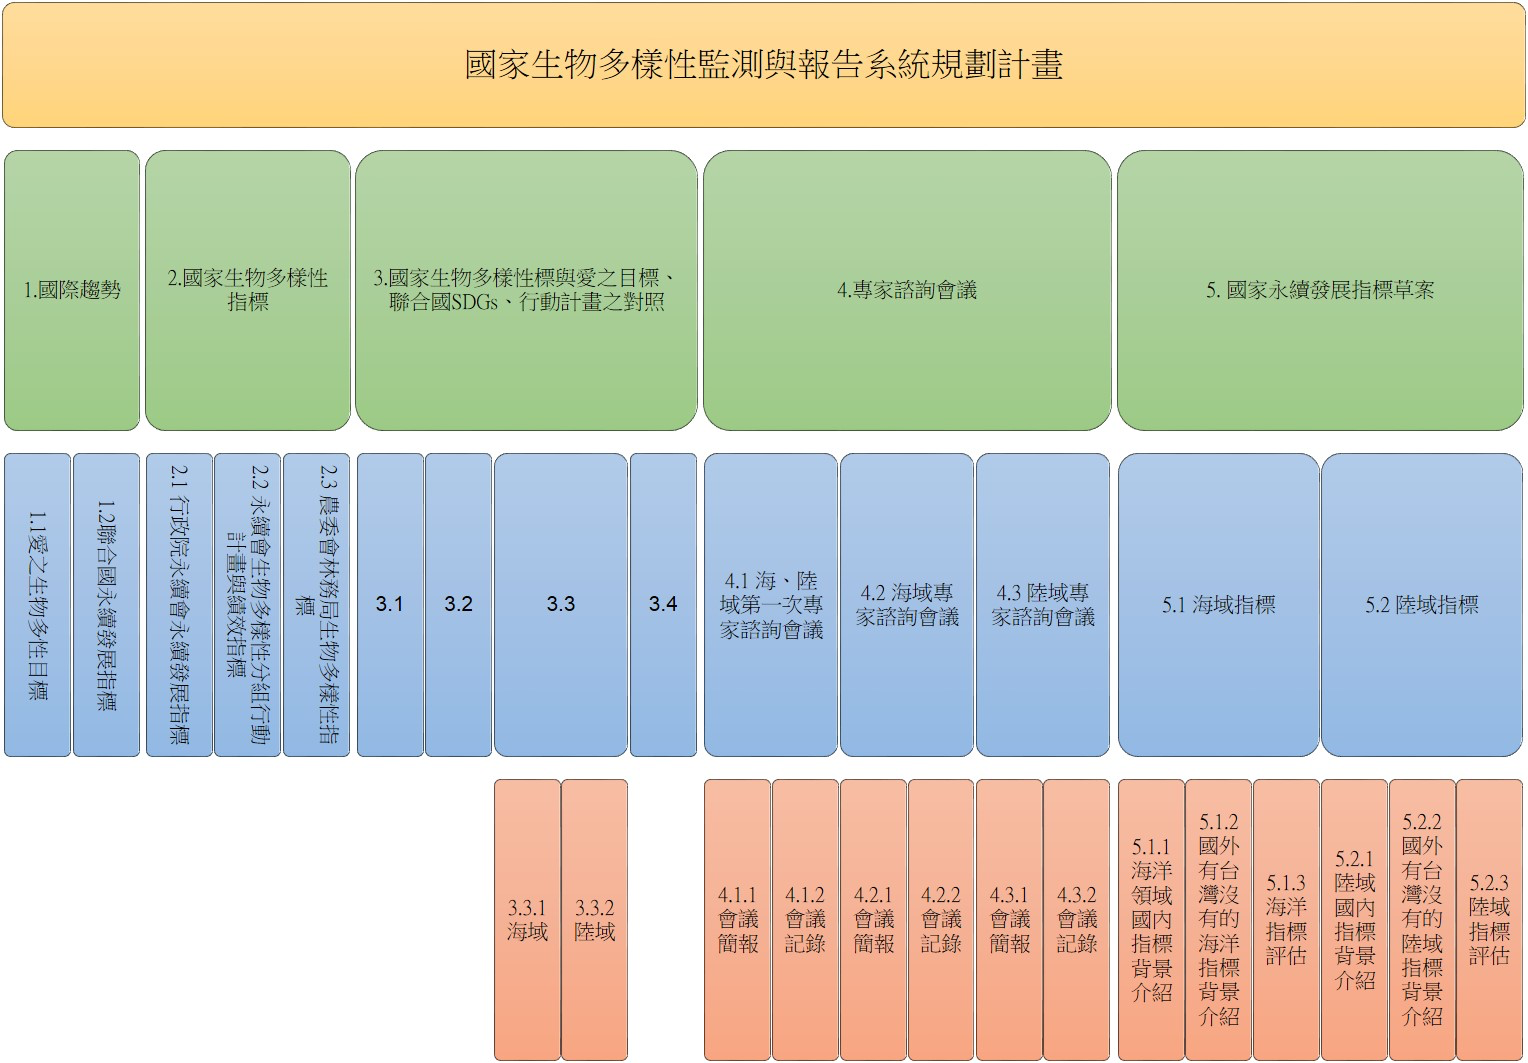 國家生物多樣性監測與報告系統規劃計畫
1.國際趨勢
2.國家生物多樣性
指標
3.國家生物多樣性標與愛之目標、
聯合國SDGs、行動計畫之對照
4.專家諮詢會議
5. 國家永續發展指標草案
1.1愛之生物多性目標
1.2聯合國永續發展指標
2.1 行政院永續會永續發展指標
2.2 永續會生物多樣性分組行動
計畫與績效指標
2.3 農委會林務局生物多樣性指
標
3.1
3.2
3.3
3.4
4.1 海、陸
域第一次專
家諮詢會議
4.2 海域專
家諮詢會議
4.3 陸域專
家諮詢會議
5.1 海域指標
5.2 陸域指標
3.3.1
海域
3.3.2
陸域
4.1.1
會議
簡報
4.1.2
會議
記錄
4.2.1
會議
簡報
4.2.2
會議
記錄
4.3.1
會議
簡報
4.3.2
會議
記錄
5.1.1
海洋
領域
國內
指標
背景
介紹
5.1.2
國外
有台
灣沒
有的
海洋
指標
背景
介紹
5.1.3
海洋
指標
評估
5.2.1
陸域
國內
指標
背景
介紹
5.2.2
國外
有台
灣沒
有的
陸域
指標
背景
介紹
5.2.3
陸域
指標
評估